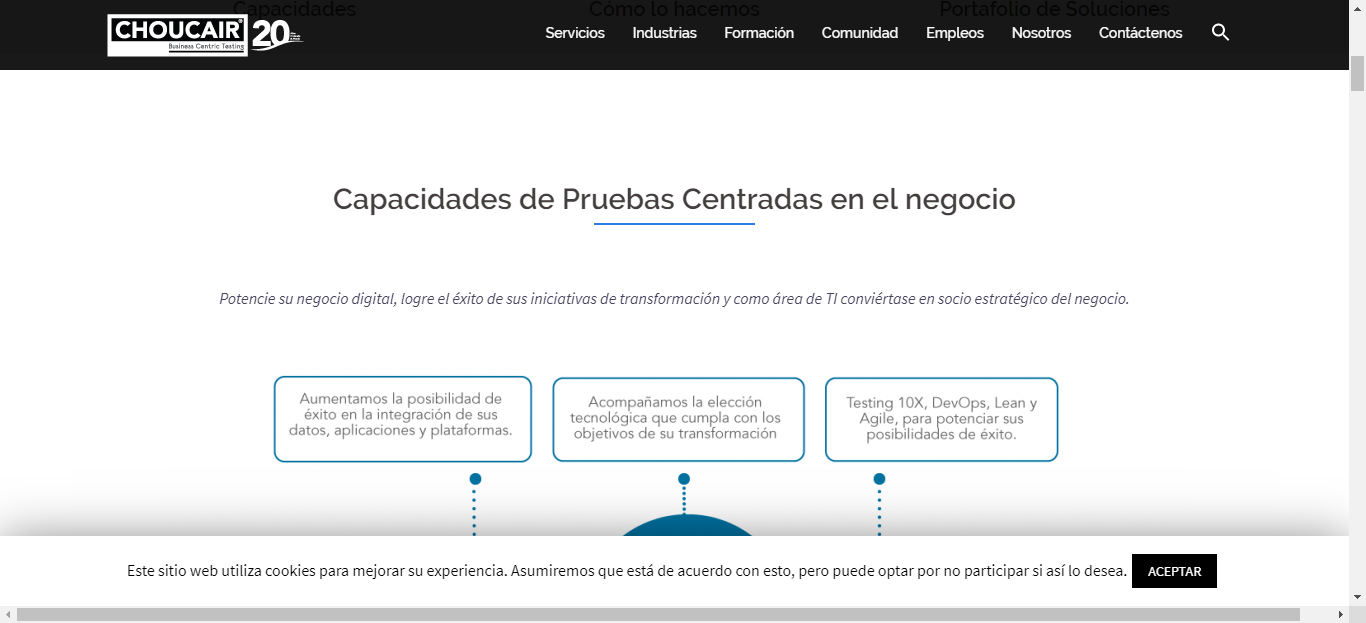 Capacidades
Cómo lo hacemos
Portafolio de Soluciones
CHOUCAIR®
Business Centric Testing
20
Servicios
Industrias
Formación
Comunidad
Empleos
Nosotros
Contáctenos
Capacidades de Pruebas Centradas en el negocio
Potencie su negocio digital, logre el éxito de sus iniciativas de transformación y como área de TI conviértase en socio estratégico del negocio.
Aumentamos la posibilidad de
éxito en la integración de sus
datos, aplicaciones y plataformas.
Acompañamos la elección
tecnológica que cumpla con los
objetivos de su transformación
Testing 10X, DevOps, Lean y
Agile, para potenciar sus
posibilidades de éxito.
Este sitio web utiliza cookies para mejorar su experiencia. Asumiremos que está de acuerdo con esto, pero puede optar por no participar si así lo desea.
ACEPTAR